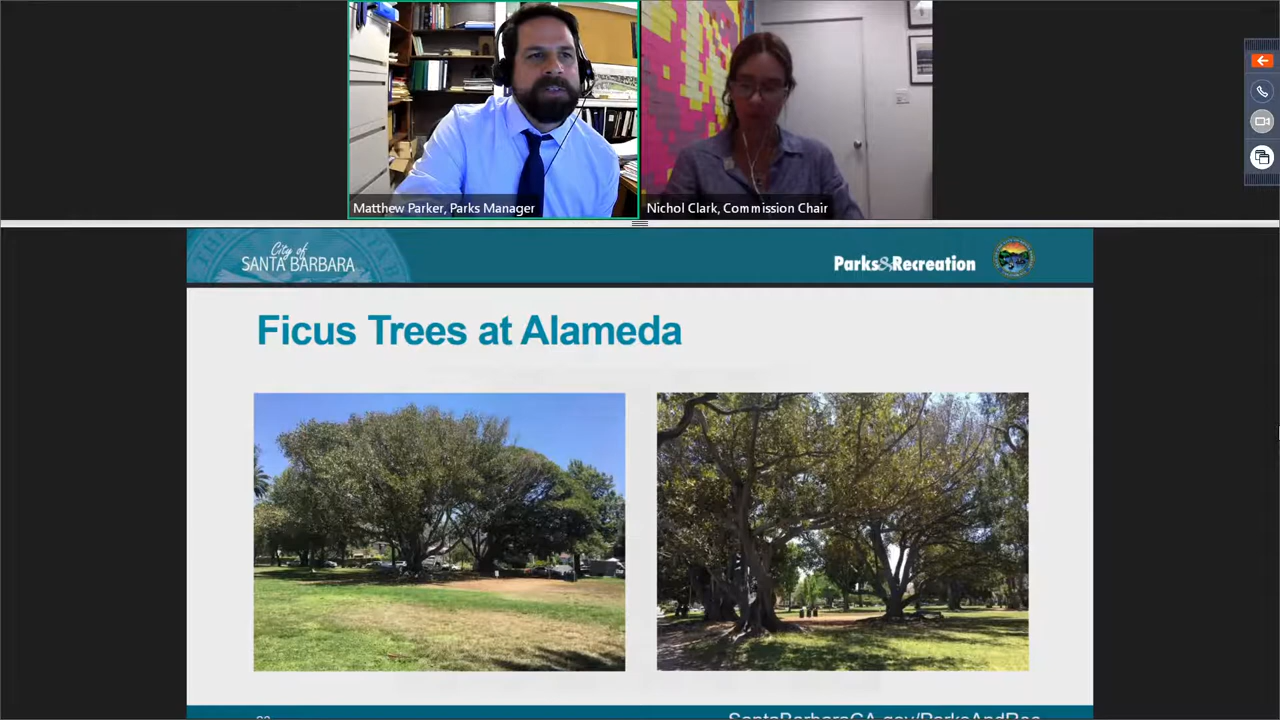 Matthew Parker, Parks Manager
Nichol Clark, Commission Chair
City of
SANTA BARBARA
Parks&Recreation
Ficus Trees at Alameda
SantaBarbaraCA.gov/ParksAndRec